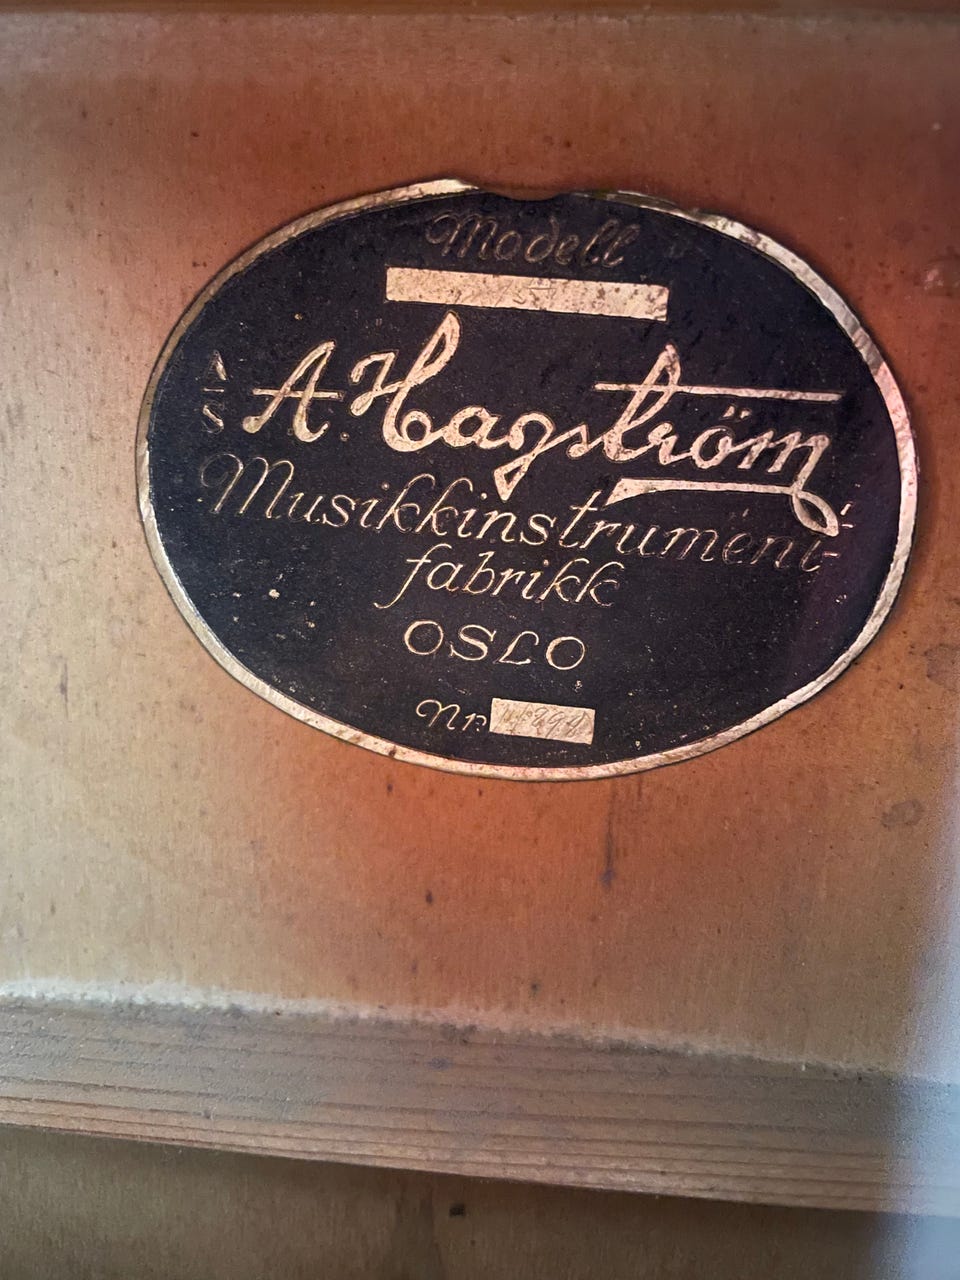 Modell
A/S A. Hagström
Musikkinstrument-
fabrikk
OSLO
Nr.